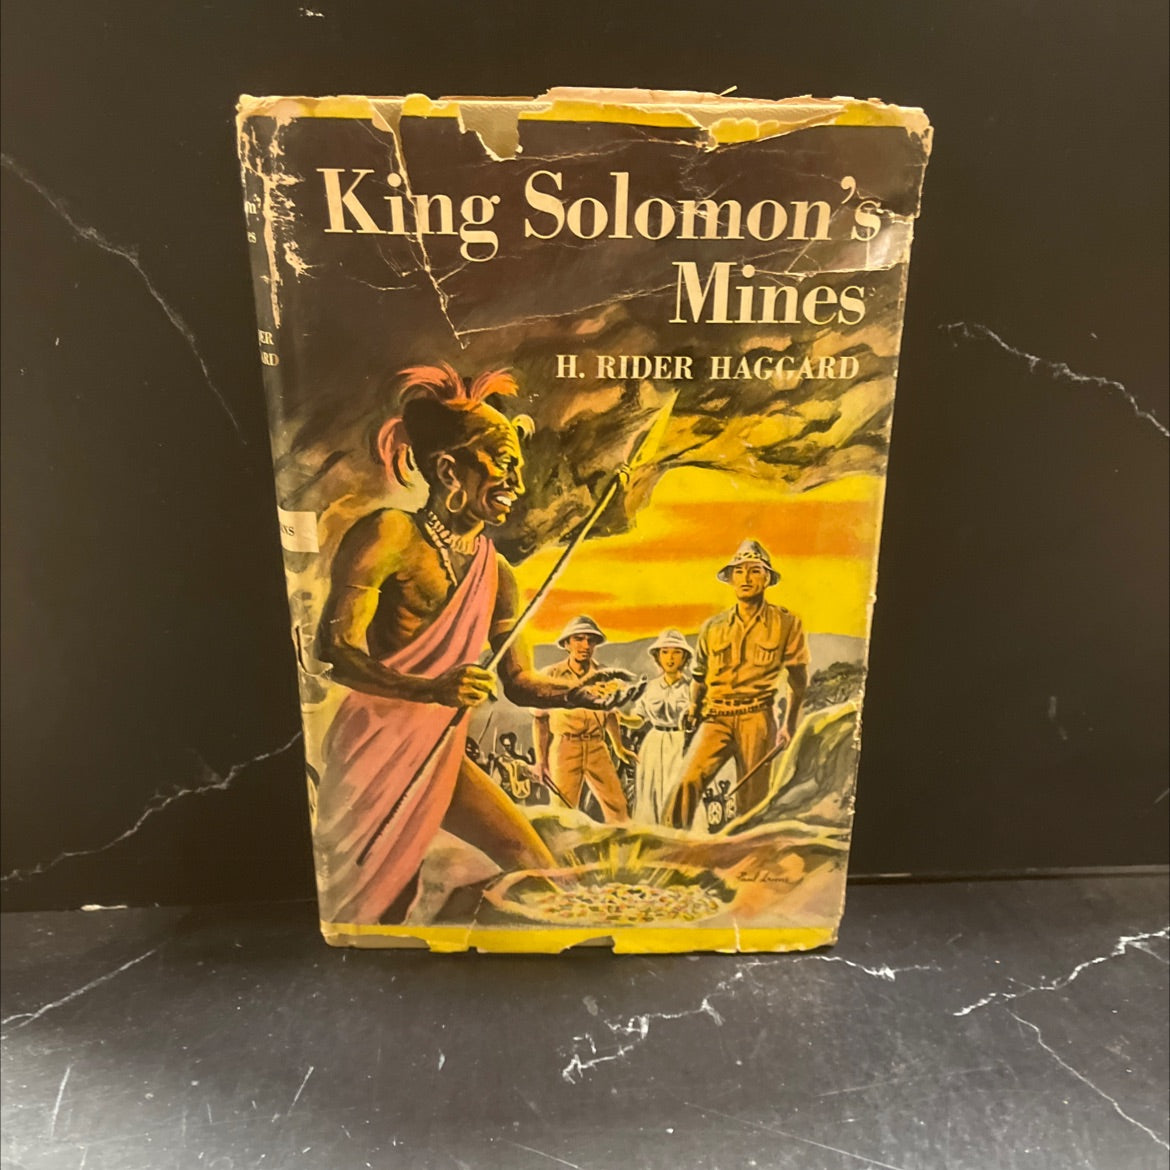 King Solomon's
Mines
H. RIDER HAGGARD